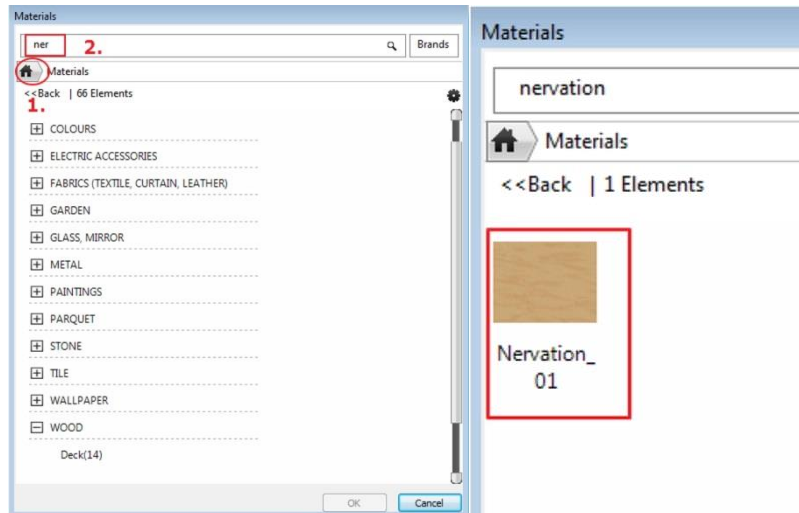 Materials
ner
2.
Brands
Materials
<<Back | 66 Elements
1.
COLOURS
ELECTRIC ACCESSORIES
FABRICS (TEXTILE, CURTAIN, LEATHER)
GARDEN
GLASS, MIRROR
METAL
PAINTINGS
PARQUET
STONE
TILE
WALLPAPER
WOOD
Deck(14)
OK
Cancel
Materials
nervation
Materials
<<Back | 1 Elements
Nervation_
01